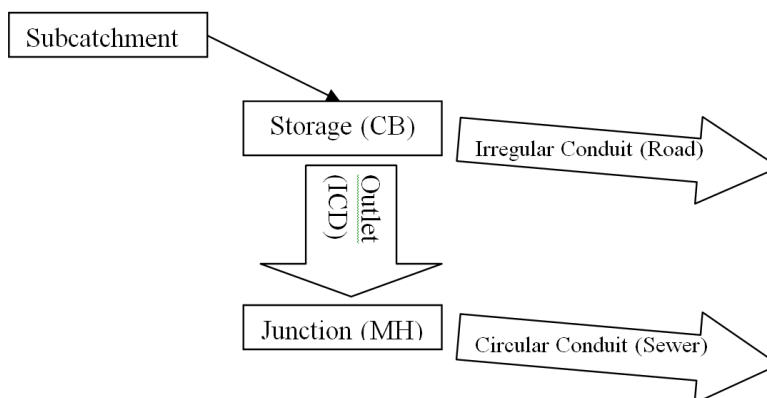 Subcatchment
Storage (CB)
Irregular Conduit (Road)
Outlet
(ICD)
Junction (MH)
Circular Conduit (Sewer)